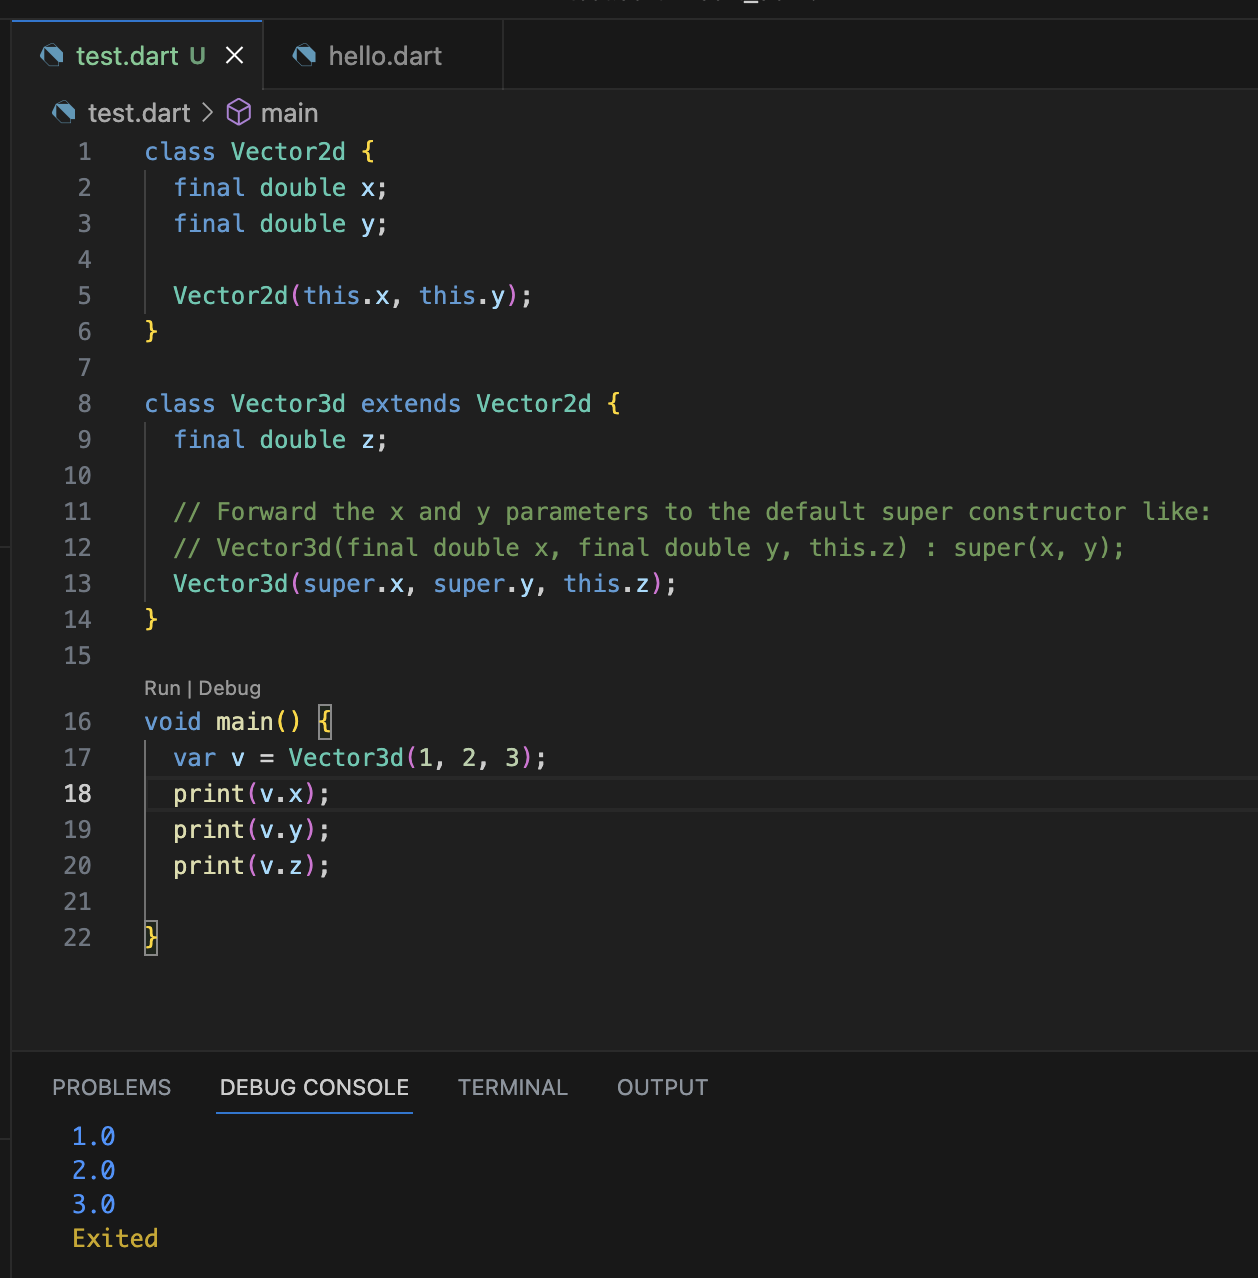 test.dart U
hello.dart
test.dart > main
1 class Vector2d {
2 final double x;
3 final double y;
4
5 Vector2d(this.x, this.y);
6 }
7
8 class Vector3d extends Vector2d {
9 final double z;
10
11 // Forward the x and y parameters to the default super constructor like:
12 // Vector3d(final double x, final double y, this.z) : super(x, y);
13 Vector3d(super.x, super.y, this.z);
14 }
15
Run | Debug
16 void main() {
17 var v = Vector3d(1, 2, 3);
18 print(v.x);
19 print(v.y);
20 print(v.z);
21
22 }
PROBLEMS DEBUG CONSOLE TERMINAL OUTPUT
1.0
2.0
3.0
Exited